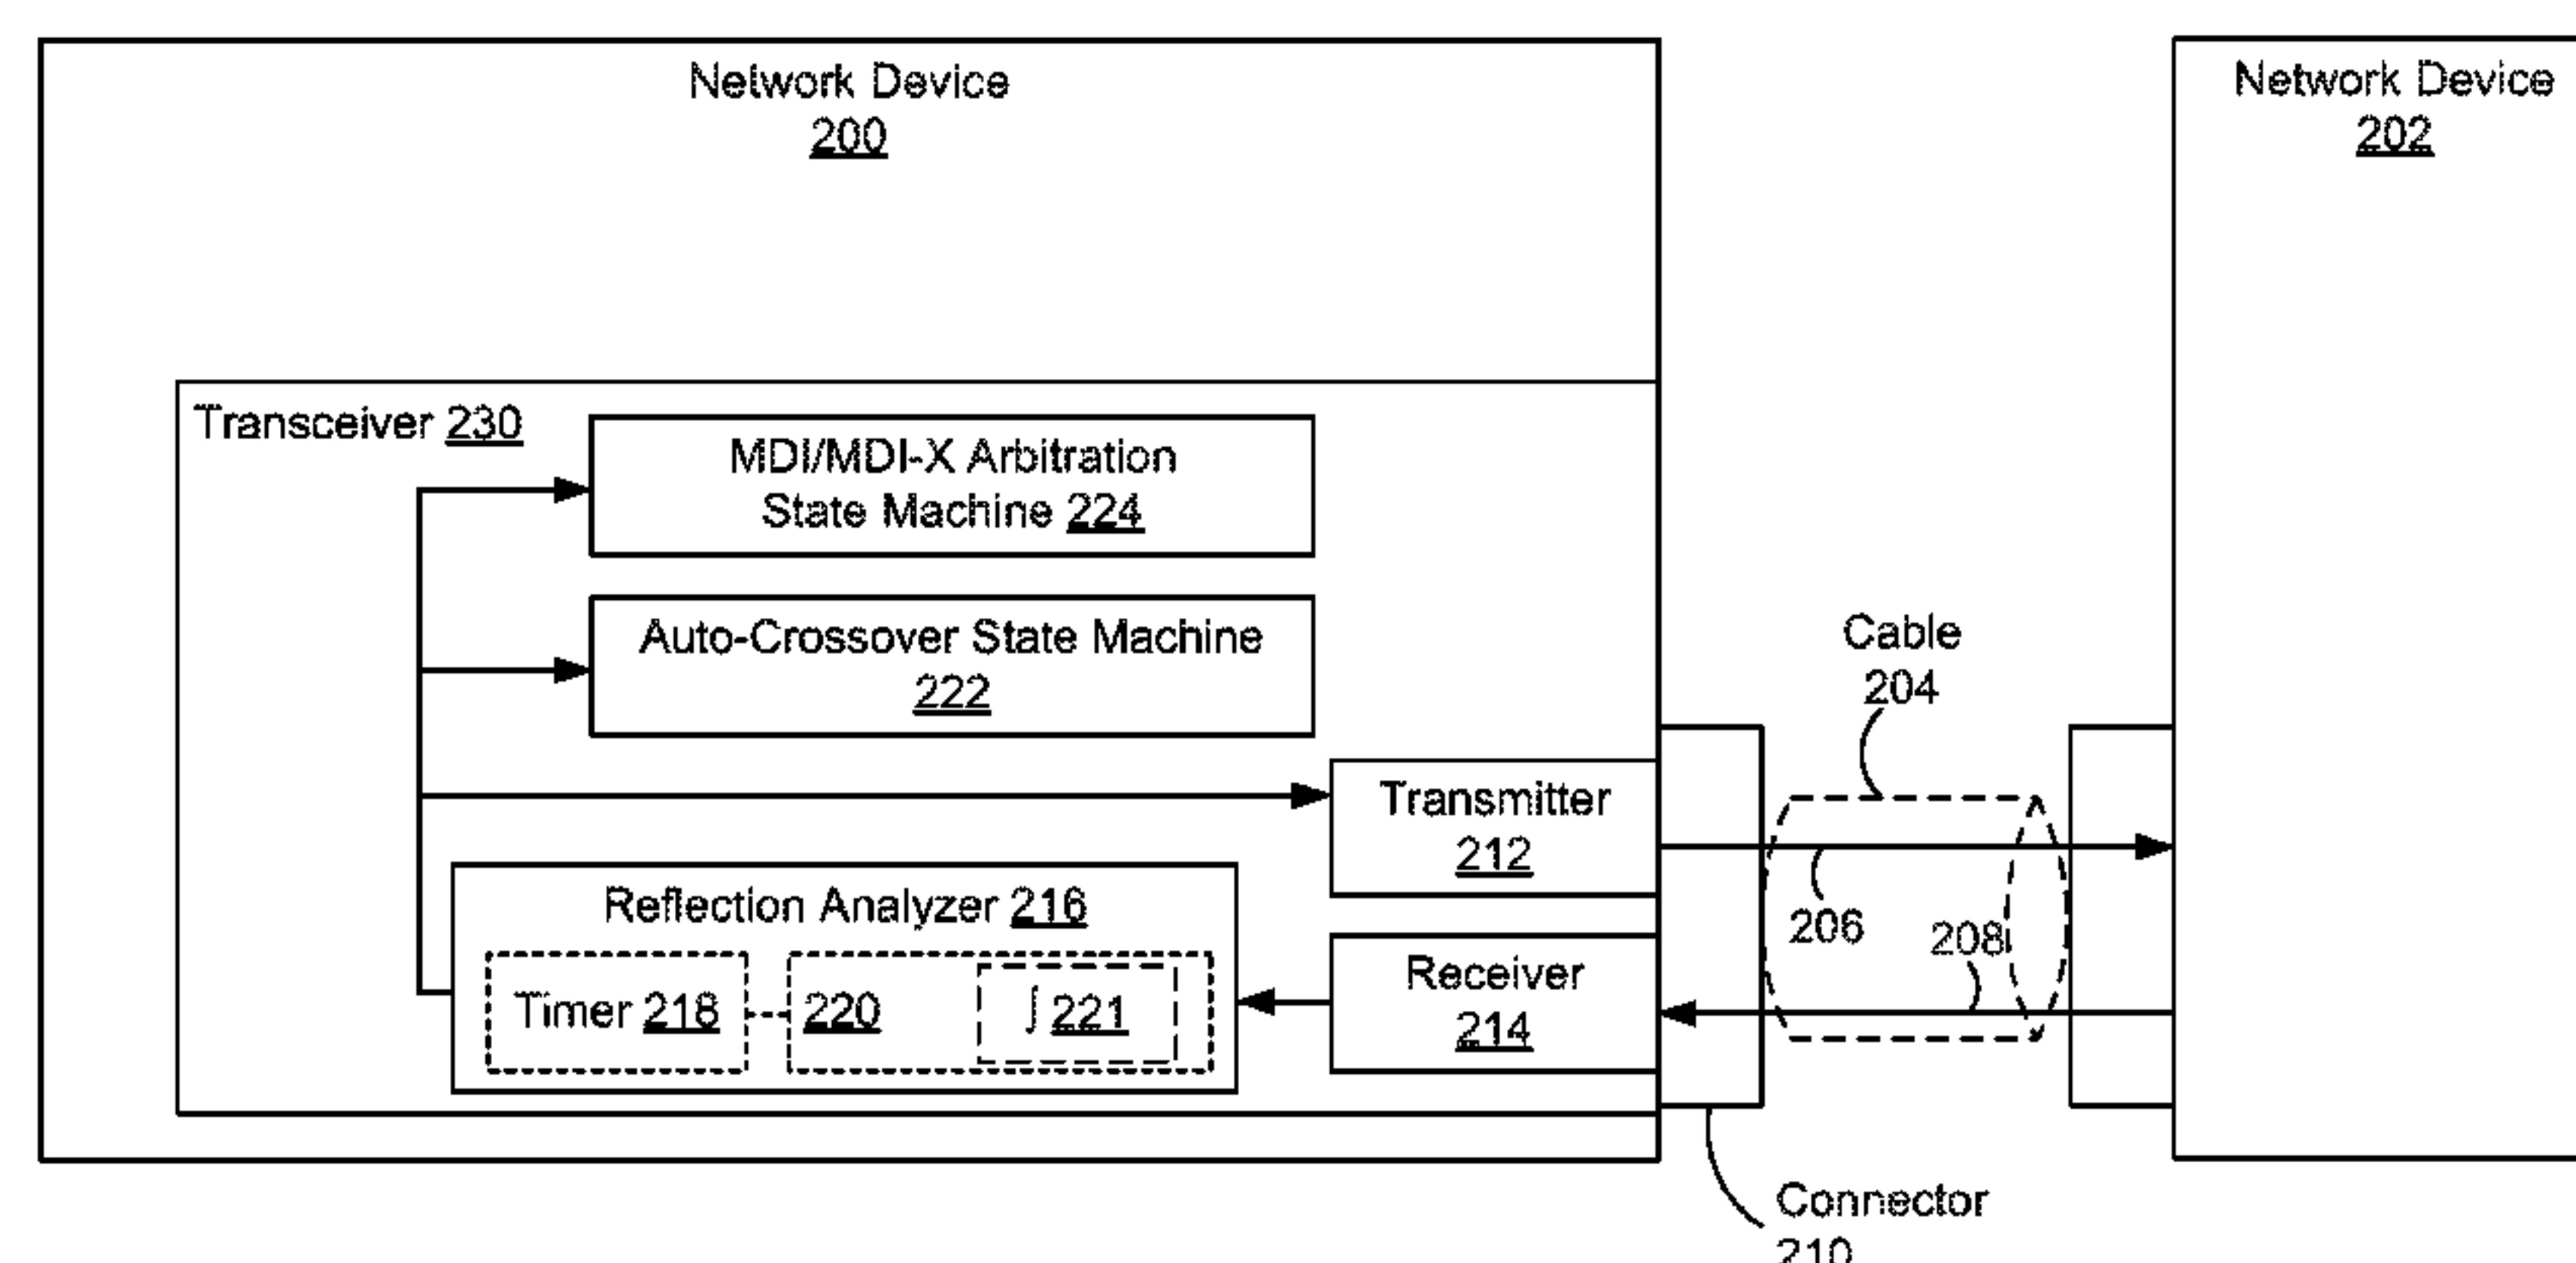 Network Device
200
Network Device
202
Transceiver 230
MDI/MDI-X Arbitration
State Machine 224
Auto-Crossover State Machine
222
Cable
204
Transmitter
212
206
208
Reflection Analyzer 216
Receiver
214
Timer 218
220
∫ 221
Connector
210